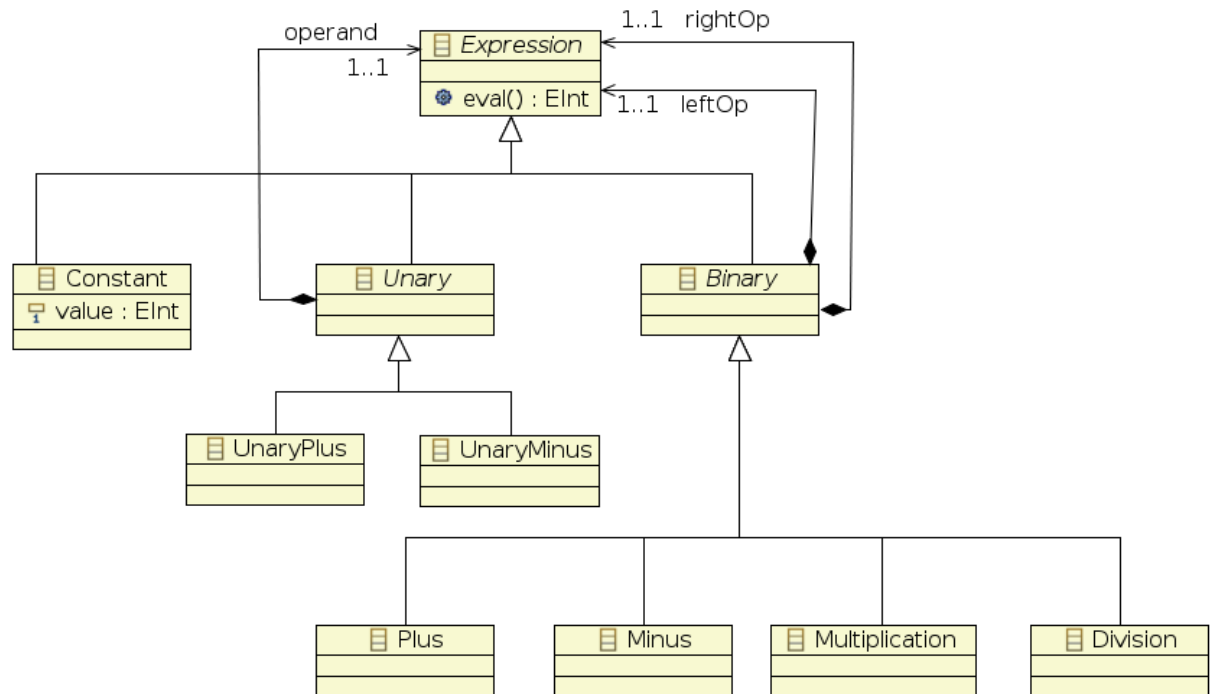 operand
1..1
Expression
eval() : EInt
1..1 rightOp
1..1 leftOp
Constant
value : EInt
Unary
Binary
UnaryPlus
UnaryMinus
Plus
Minus
Multiplication
Division